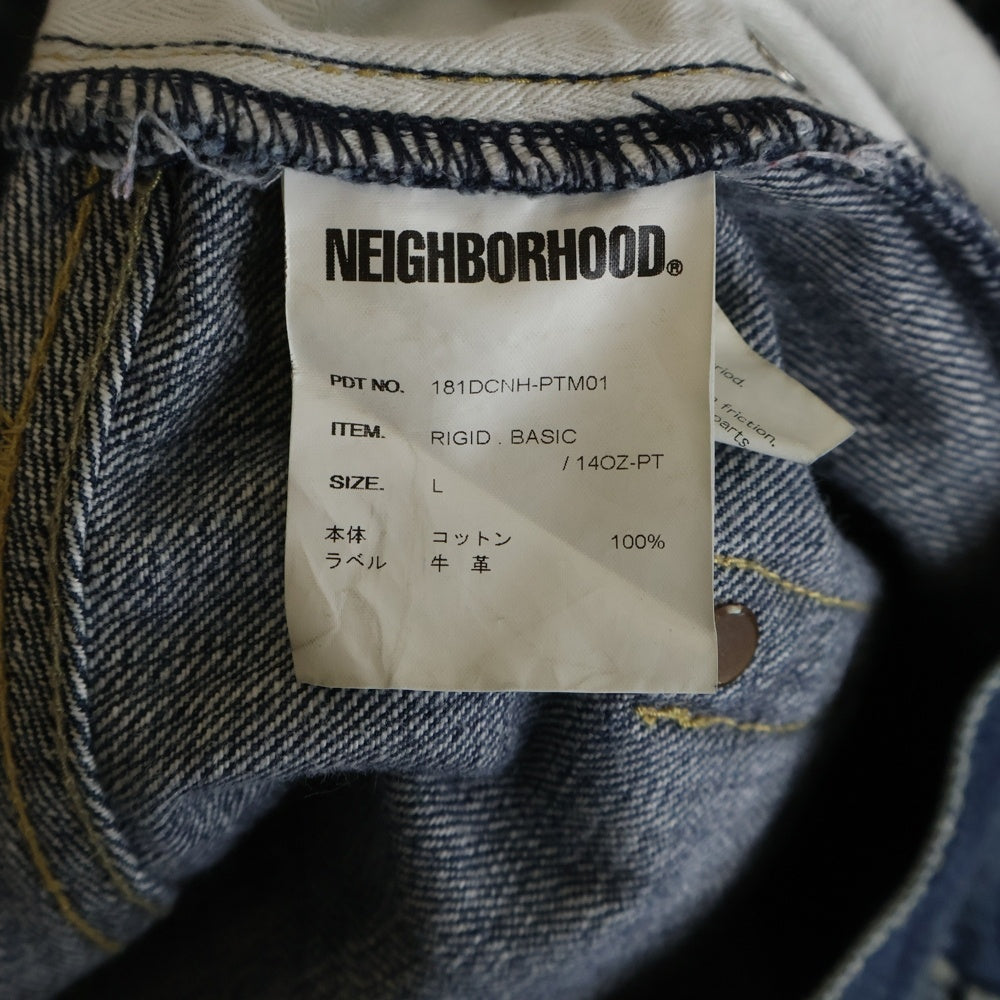 NEIGHBORHOOD®
PDT NO. 181DCNH-PTM01
ITEM. RIGID . BASIC
/ 14OZ-PT
SIZE. L
本体 コットン 100%
ラベル 牛 革
friction.
parts